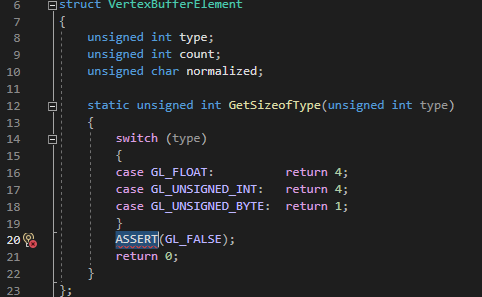 6 struct VertexBufferElement
7 {
8 unsigned int type;
9 unsigned int count;
10 unsigned char normalized;
11
12 static unsigned int GetSizeofType(unsigned int type)
13 {
14 switch (type)
15 {
16 case GL_FLOAT: return 4;
17 case GL_UNSIGNED_INT: return 4;
18 case GL_UNSIGNED_BYTE: return 1;
19 }
20 ASSERT(GL_FALSE);
21 return 0;
22 }
23 };